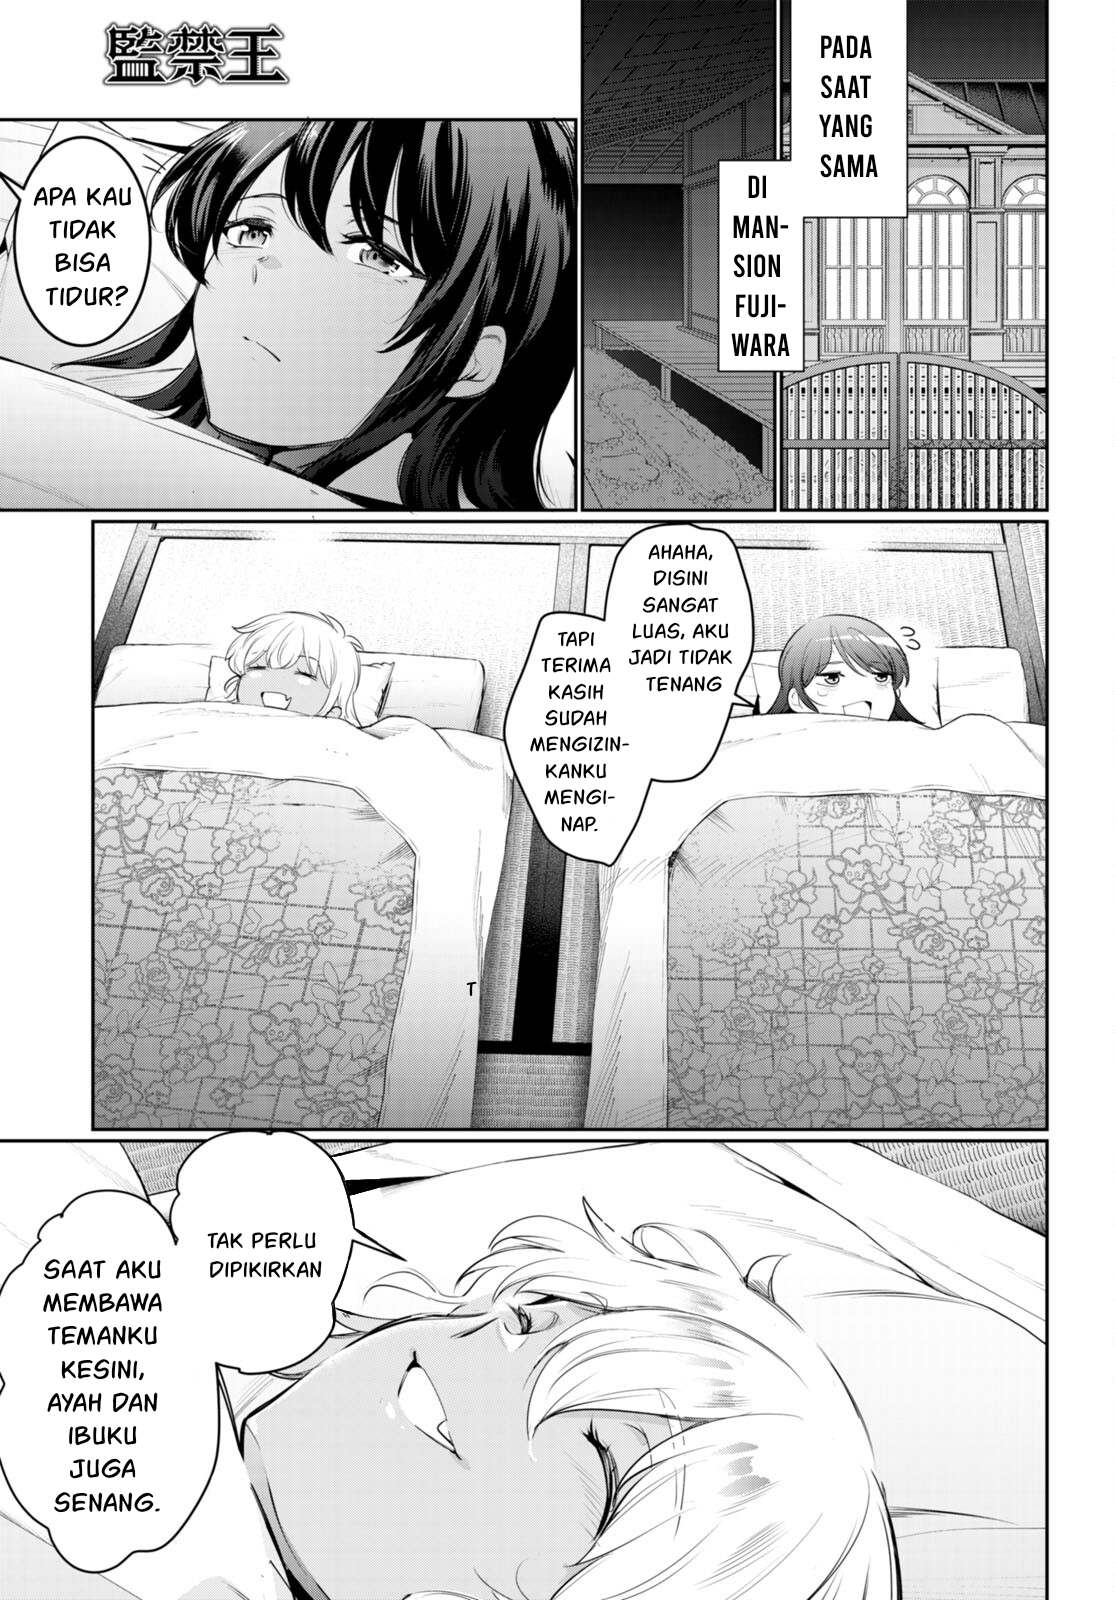 監禁王
PADA
SAAT
YANG
SAMA
DI
MAN-
SION
FUJI-
WARA
APA KAU
TIDAK
BISA
TIDUR?
AHAHA,
DISINI
SANGAT
LUAS, AKU
JADI TIDAK
TENANG
TAPI
TERIMA
KASIH
SUDAH
MENGIZIN-
KANKU
MENGI-
NAP.
T
TAK PERLU
DIPIKIRKAN
SAAT AKU
MEMBAWA
TEMANKU
KESINI,
AYAH DAN
IBUKU
JUGA
SENANG.